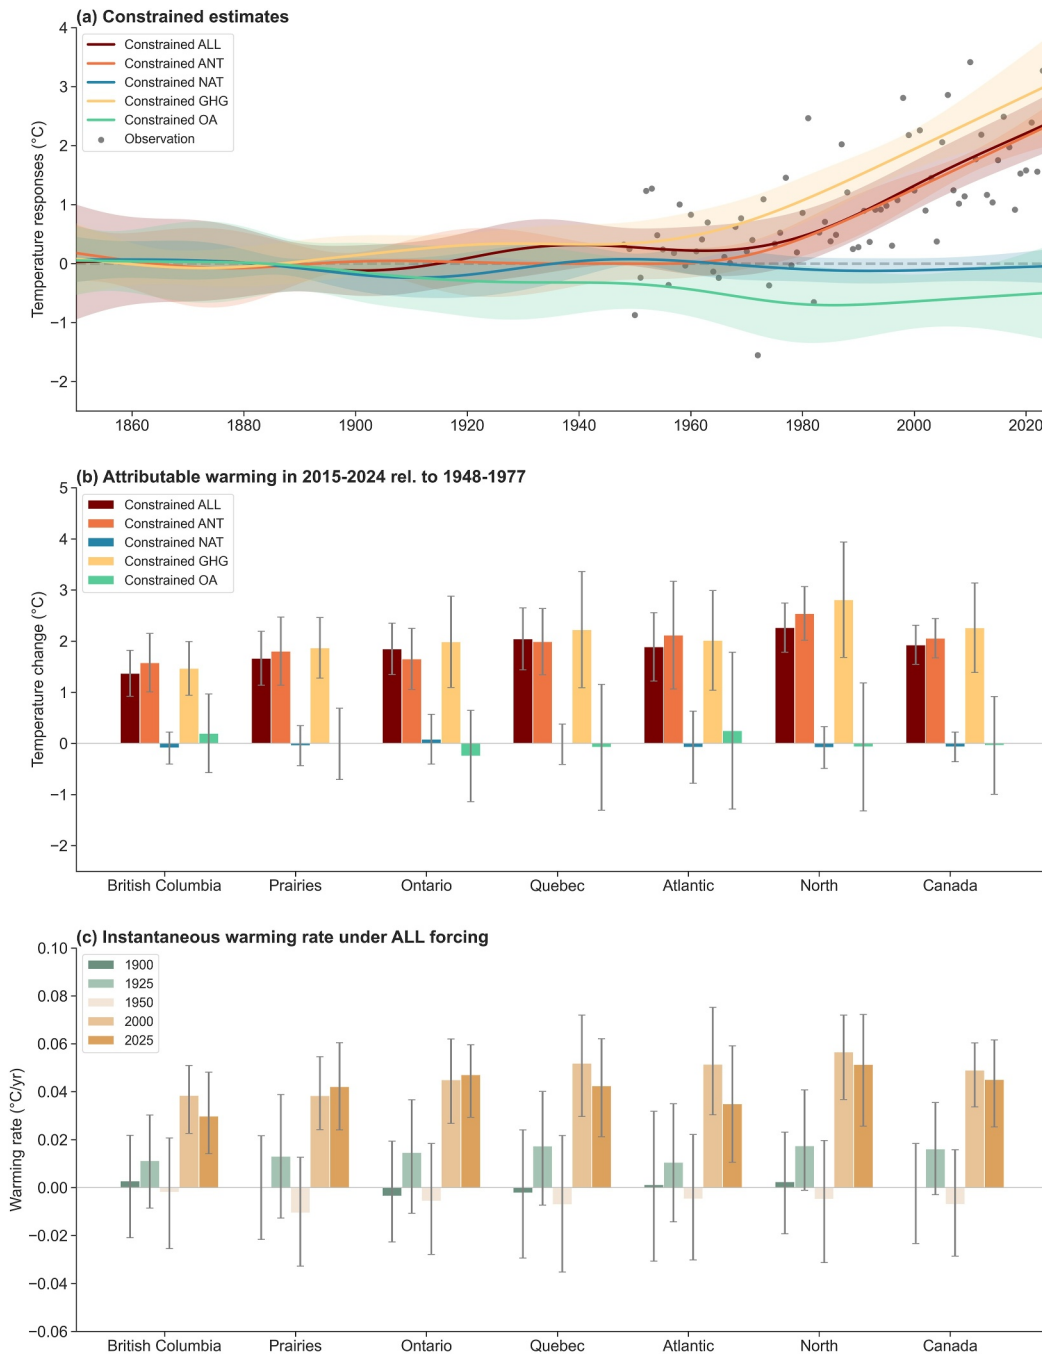 (a) Constrained estimates
Temperature responses (°C)
4
3
2
1
0
−1
−2
Constrained ALL
Constrained ANT
Constrained NAT
Constrained GHG
Constrained OA
Observation
1860 1880 1900 1920 1940 1960 1980 2000 2020
(b) Attributable warming in 2015-2024 rel. to 1948-1977
Temperature change (°C)
5
4
3
2
1
0
−1
−2
Constrained ALL
Constrained ANT
Constrained NAT
Constrained GHG
Constrained OA
British Columbia Prairies Ontario Quebec Atlantic North Canada
(c) Instantaneous warming rate under ALL forcing
Warming rate (°C/yr)
0.10
0.08
0.06
0.04
0.02
0.00
−0.02
−0.04
−0.06
1900
1925
1950
2000
2025
British Columbia Prairies Ontario Quebec Atlantic North Canada